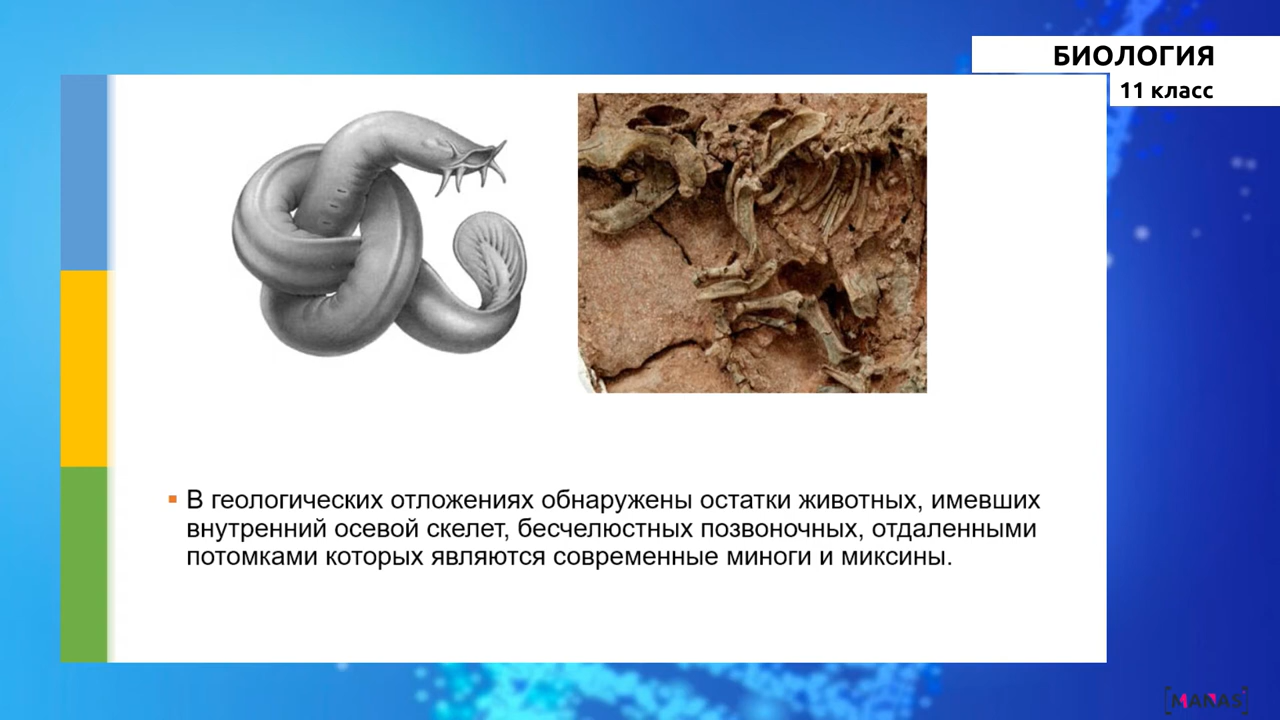 БИОЛОГИЯ
11 класс
В геологических отложениях обнаружены остатки животных, имевших
внутренний осевой скелет, бесчелюстных позвоночных, отдаленными
потомками которых являются современные миноги и миксины.
MANAS